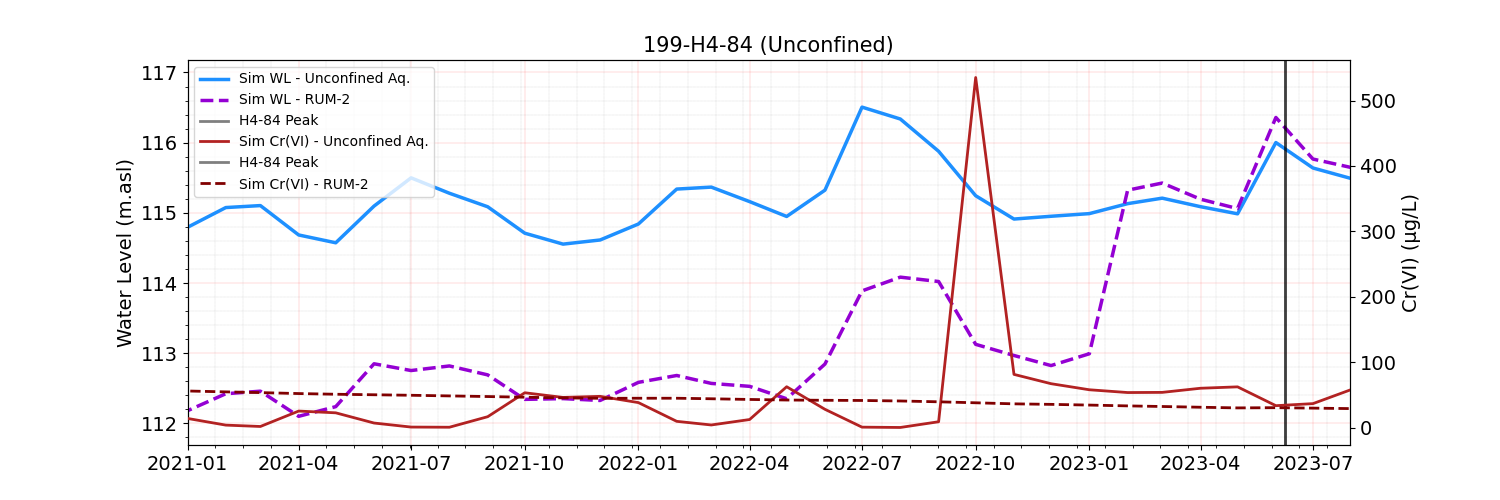 199-H4-84 (Unconfined)
117
116
115
114
113
112
Water Level (m.asl)
Sim WL - Unconfined Aq.
Sim WL - RUM-2
H4-84 Peak
Sim Cr(VI) - Unconfined Aq.
H4-84 Peak
Sim Cr(VI) - RUM-2
500
400
300
200
100
0
Cr(VI) (μg/L)
2021-01 2021-04 2021-07 2021-10 2022-01 2022-04 2022-07 2022-10 2023-01 2023-04 2023-07